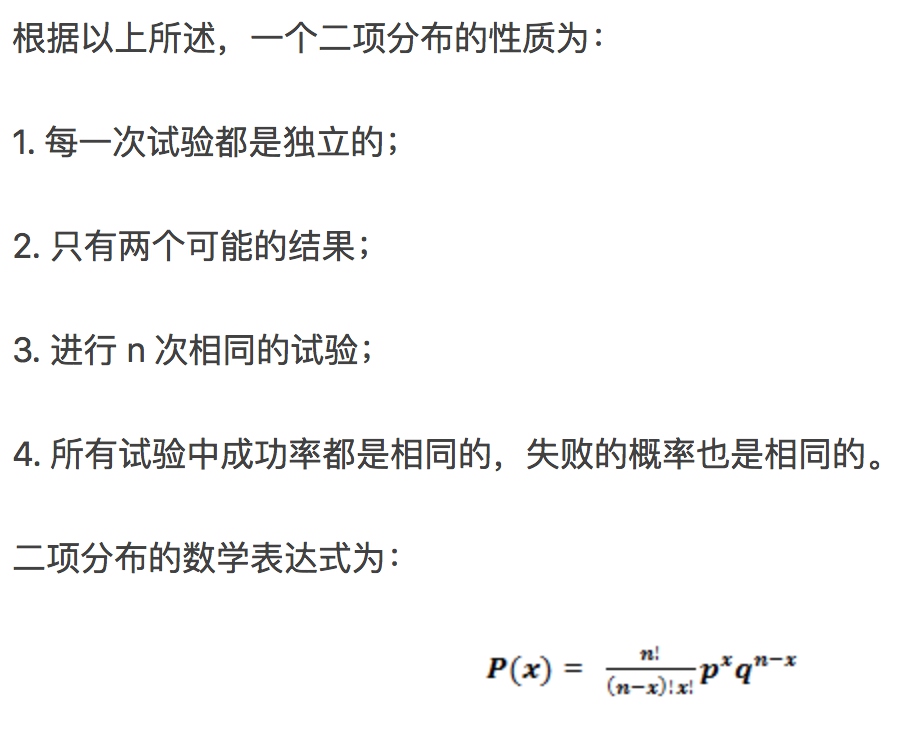 根据以上所述，一个二项分布的性质为：
1. 每一次试验都是独立的；
2. 只有两个可能的结果；
3. 进行 n 次相同的试验；
4. 所有试验中成功率都是相同的，失败的概率也是相同的。
二项分布的数学表达式为：
P(x) = n! / (n−x)! x! p^x q^(n−x)